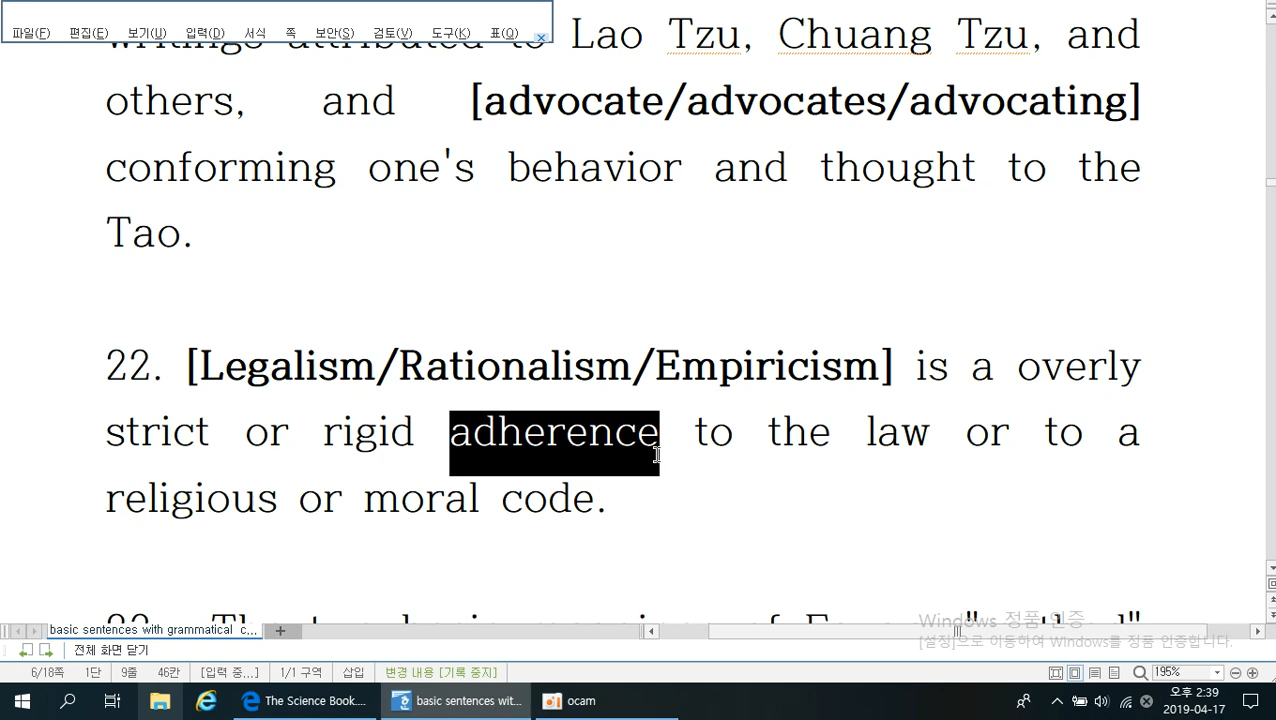 파일(F) 편집(E) 보기(U) 입력(D) 서식 쪽 보안(S) 검토(V) 도구(K) 표(Q)
writings attributed to Lao Tzu, Chuang Tzu, and
others, and [advocate/advocates/advocating]
conforming one's behavior and thought to the
Tao.
22. [Legalism/Rationalism/Empiricism] is a overly
strict or rigid adherence to the law or to a
religious or moral code.
Windows 정품 인증
[설정]으로 이동하여 Windows를 정품 인증합니다.
basic sentences with grammatical c...
전체 화면 닫기
6/18쪽 1단 9줄 46칸 [입력 중...] 1/1 구역 삽입 변경 내용 [기록 중지] 195%
The Science Book.... basic sentences wit... ocam
오후 2:39
2019-04-17